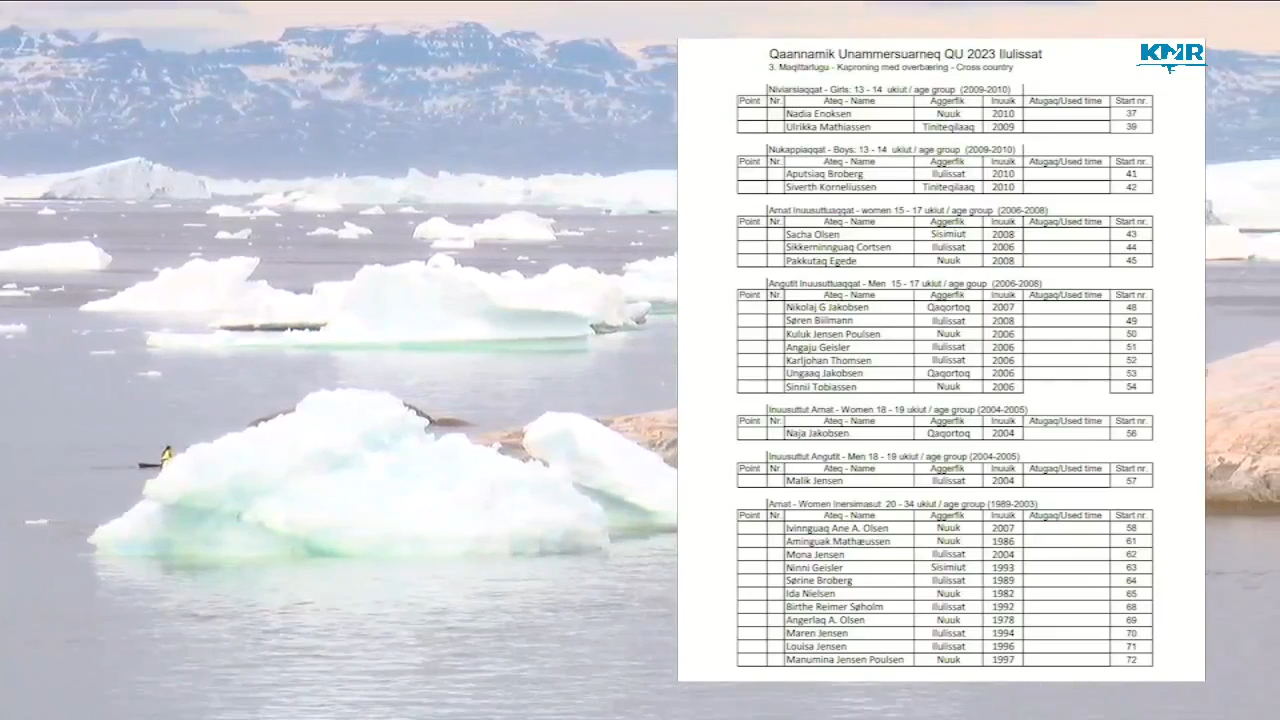 KNR
Qaannamik Unammersuarneq QU 2023 Ilulissat
3. Maqittarlugu - Kaproning med overbæring - Cross country
Niviarsiaqqat - Girls: 13 - 14 ukiut / age group (2009-2010)
Point Nr. Ateq - Name Aggerfik Inuuik Atugaq/Used time Start nr.
Nadia Enoksen Nuuk 2010 37
Ulrikka Mathiassen Tiniteqilaaq 2009 39
Nukappiaqqat - Boys: 13 - 14 ukiut / age group (2009-2010)
Point Nr. Ateq - Name Aggerfik Inuuik Atugaq/Used time Start nr.
Aputsiaq Broberg Ilulissat 2010 41
Siverth Korneliussen Tiniteqilaaq 2010 42
Arnat Inuusuttuaqqat - women 15 - 17 ukiut / age group (2006-2008)
Point Nr. Ateq - Name Aggerfik Inuuik Atugaq/Used time Start nr.
Sacha Olsen Sisimiut 2008 43
Sikkerninnguaq Cortsen Ilulissat 2006 44
Pakkutaq Egede Nuuk 2008 45
Angutit Inuusuttuaqqat - Men 15 - 17 ukiut / age goup (2006-2008)
Point Nr. Ateq - Name Aggerfik Inuuik Atugaq/Used time Start nr.
Nikolaj G Jakobsen Qaqortoq 2007 48
Søren Biilmann Ilulissat 2008 49
Kuluk Jensen Poulsen Nuuk 2006 50
Angaju Geisler Ilulissat 2006 51
Karljohan Thomsen Ilulissat 2006 52
Ungaaq Jakobsen Qaqortoq 2006 53
Sinnii Tobiassen Nuuk 2006 54
Inuusuttut Arnat - Women 18 - 19 ukiut / age group (2004-2005)
Point Nr. Ateq - Name Aggerfik Inuuik Atugaq/Used time Start nr.
Naja Jakobsen Qaqortoq 2004 56
Inuusuttut Angutit - Men 18 - 19 ukiut / age group (2004-2005)
Point Nr. Ateq - Name Aggerfik Inuuik Atugaq/Used time Start nr.
Malik Jensen Ilulissat 2004 57
Arnat - Women Inersimasut 20 - 34 ukiut / age group (1989-2003)
Point Nr. Ateq - Name Aggerfik Inuuik Atugaq/Used time Start nr.
Ivinnguaq Ane A. Olsen Nuuk 2007 58
Aminguak Mathæussen Nuuk 1986 61
Mona Jensen Ilulissat 2004 62
Ninni Geisler Sisimiut 1993 63
Sørine Broberg Ilulissat 1989 64
Ida Nielsen Nuuk 1982 65
Birthe Reimer Søholm Ilulissat 1992 68
Angerlaq A. Olsen Nuuk 1978 69
Maren Jensen Ilulissat 1994 70
Louisa Jensen Ilulissat 1996 71
Manumina Jensen Poulsen Nuuk 1997 72